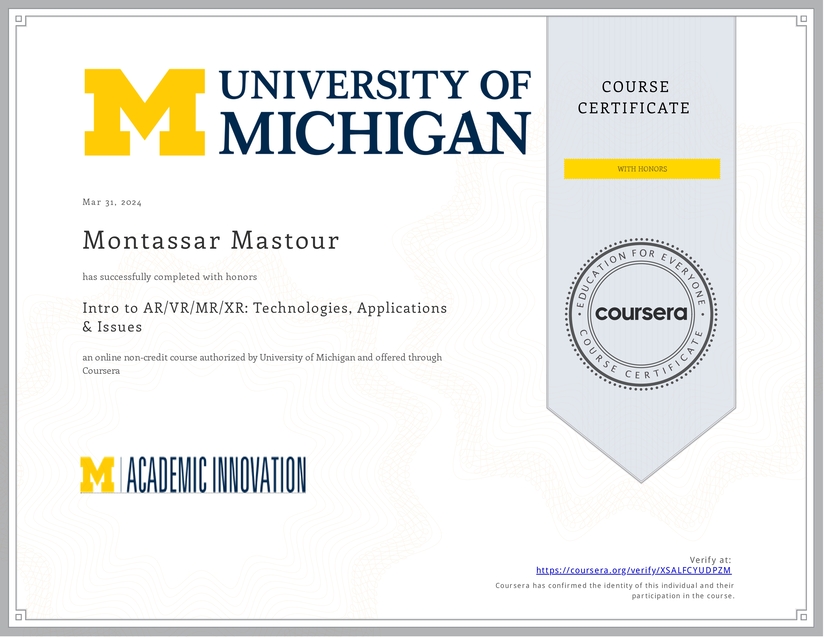 UNIVERSITY OF
MICHIGAN
COURSE
CERTIFICATE
WITH HONORS
Mar 31, 2024
Montassar Mastour
has successfully completed with honors
Intro to AR/VR/MR/XR: Technologies, Applications
& Issues
an online non-credit course authorized by University of Michigan and offered through
Coursera
EDUCATION FOR EVERYONE
coursera
COURSE CERTIFICATE
M | ACADEMIC INNOVATION
Verify at:
https://coursera.org/verify/XSALFCYUDPZM
Coursera has confirmed the identity of this individual and their
participation in the course.